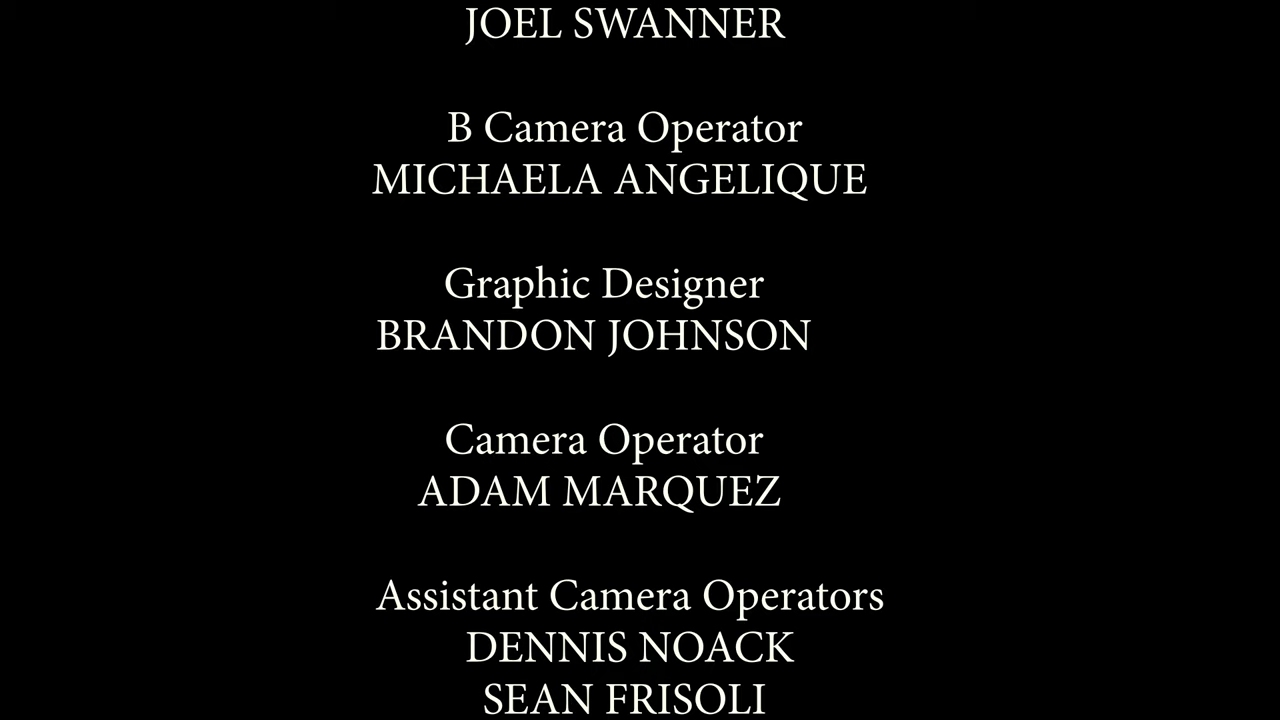 JOEL SWANNER
B Camera Operator
MICHAELA ANGELIQUE
Graphic Designer
BRANDON JOHNSON
Camera Operator
ADAM MARQUEZ
Assistant Camera Operators
DENNIS NOACK
SEAN FRISOLI